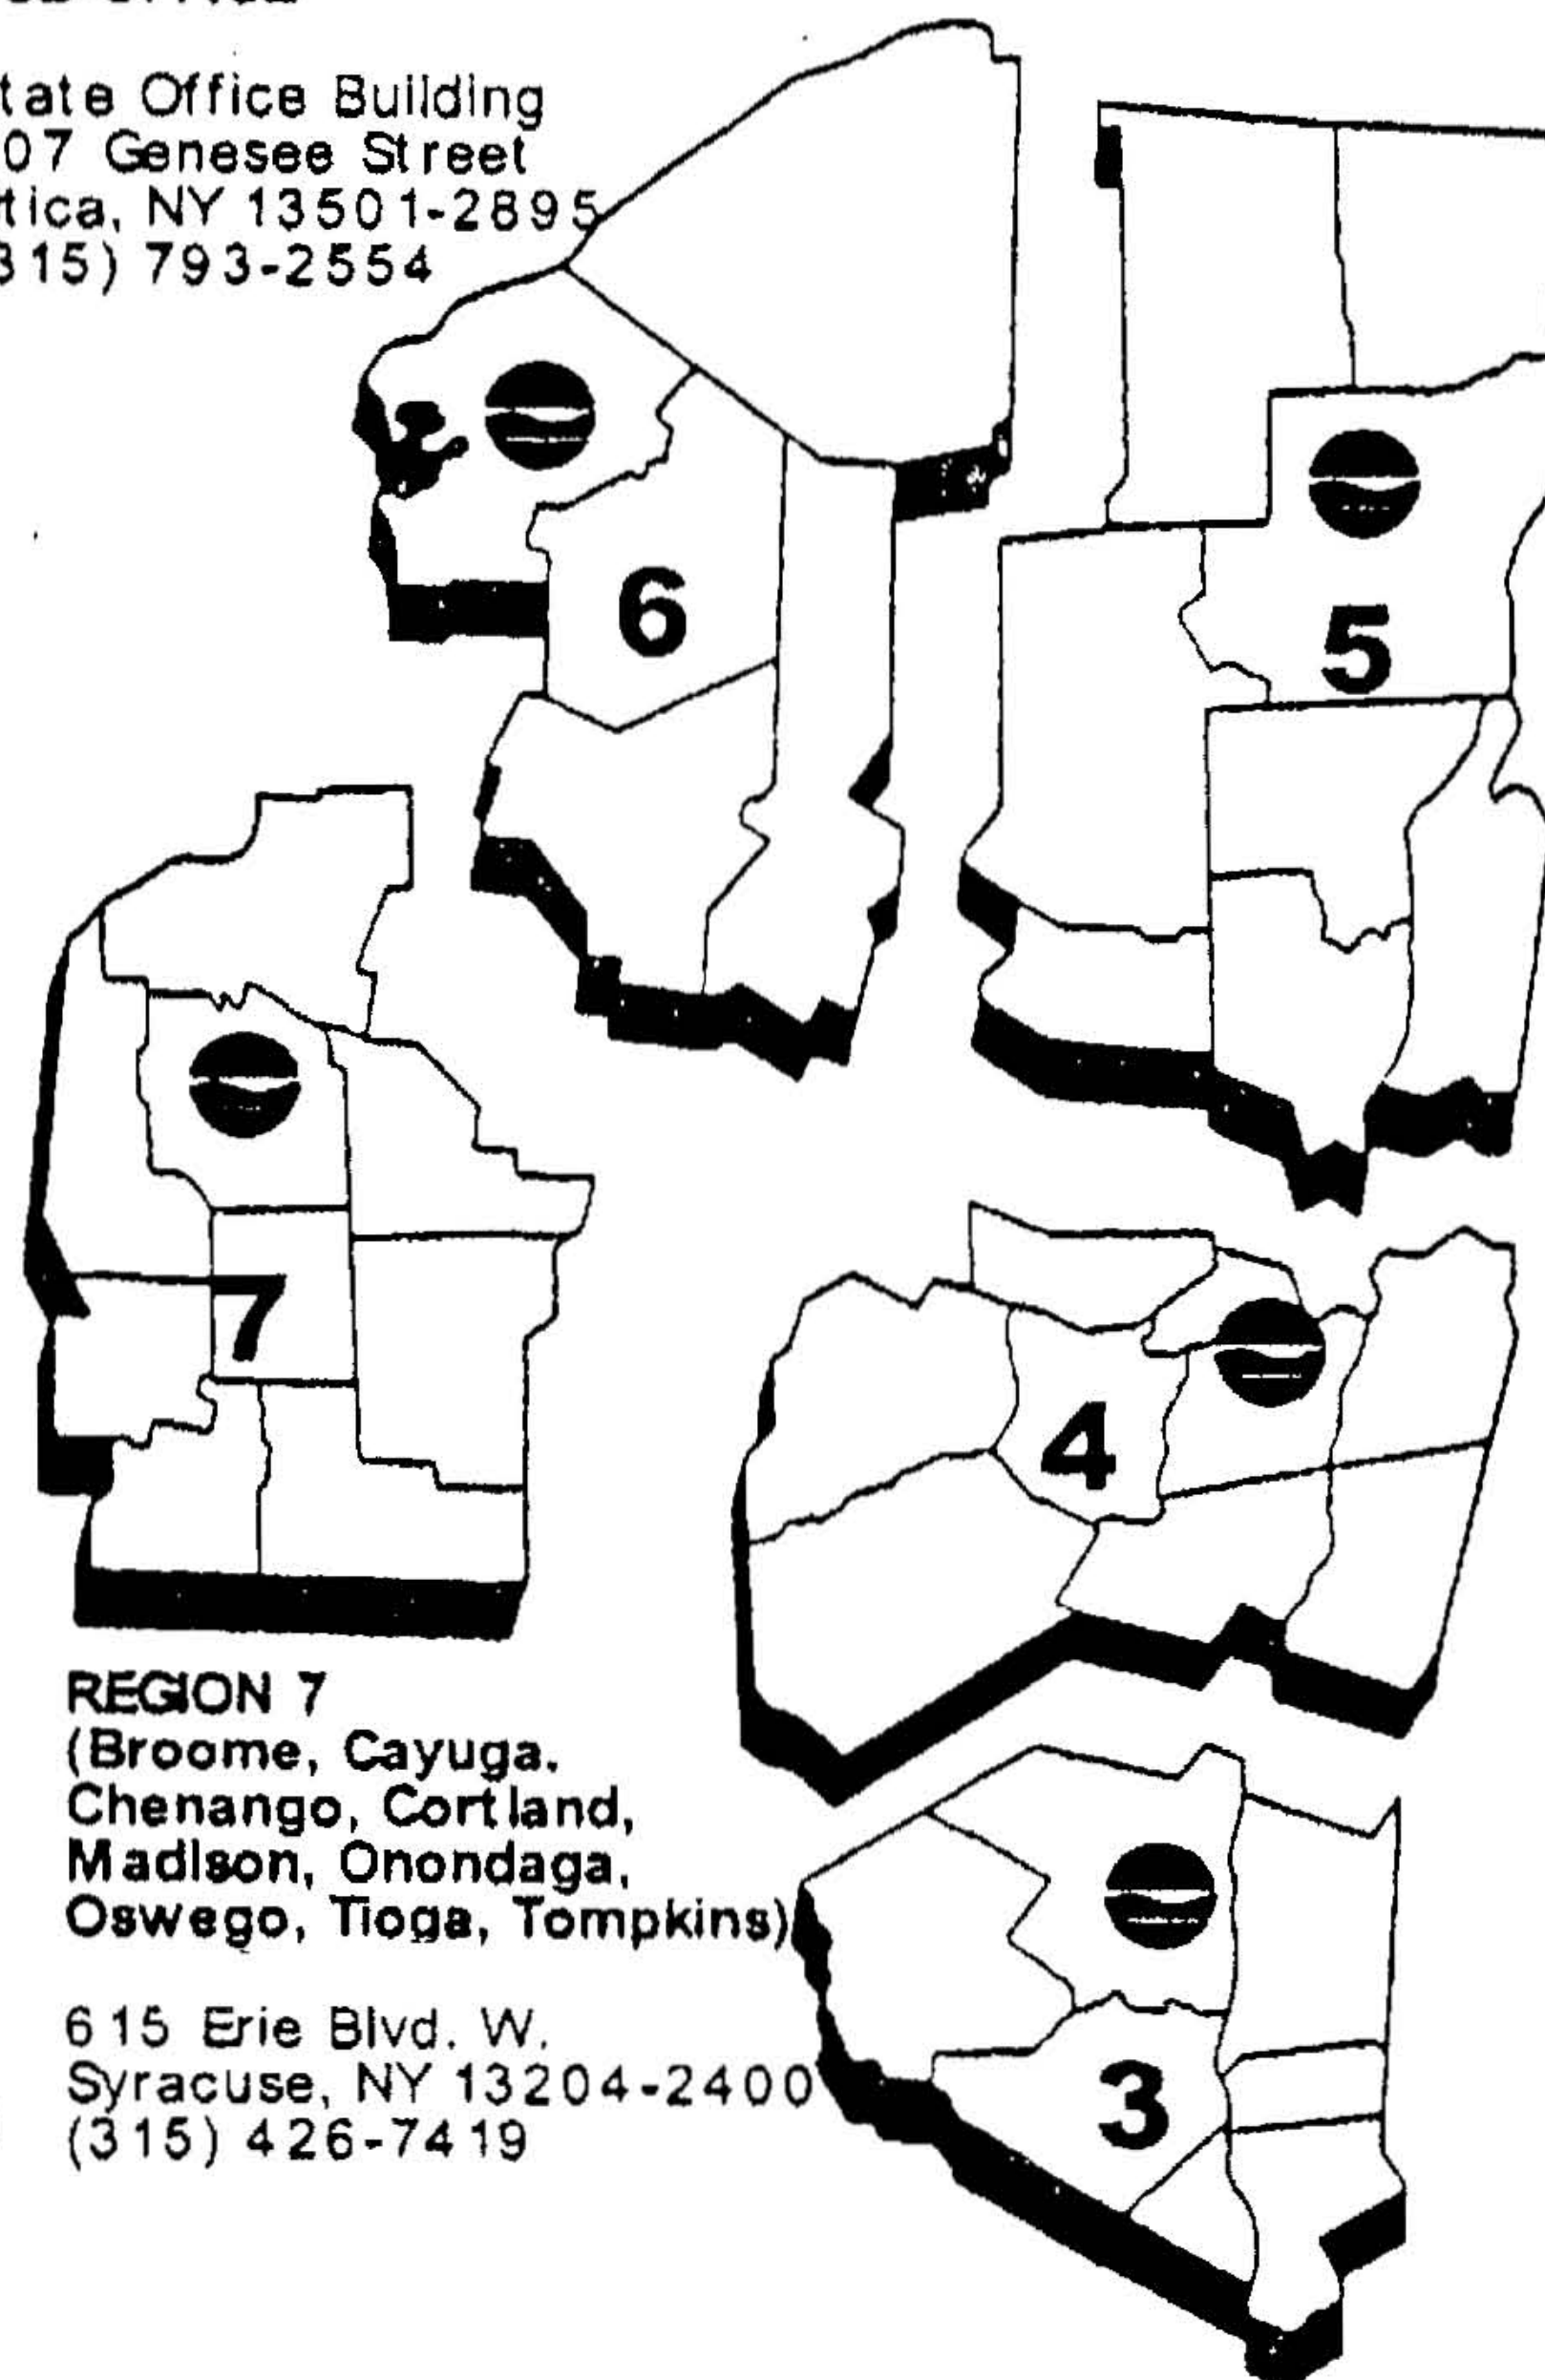 tate Office Building
07 Genesee Street
tica, NY 13501-2895
315) 793-2554
6
5
7
4
REGION 7
(Broome, Cayuga,
Chenango, Cortland,
Madison, Onondaga,
Oswego, Tioga, Tompkins)
615 Erie Blvd. W.
Syracuse, NY 13204-2400
(315) 426-7419
3